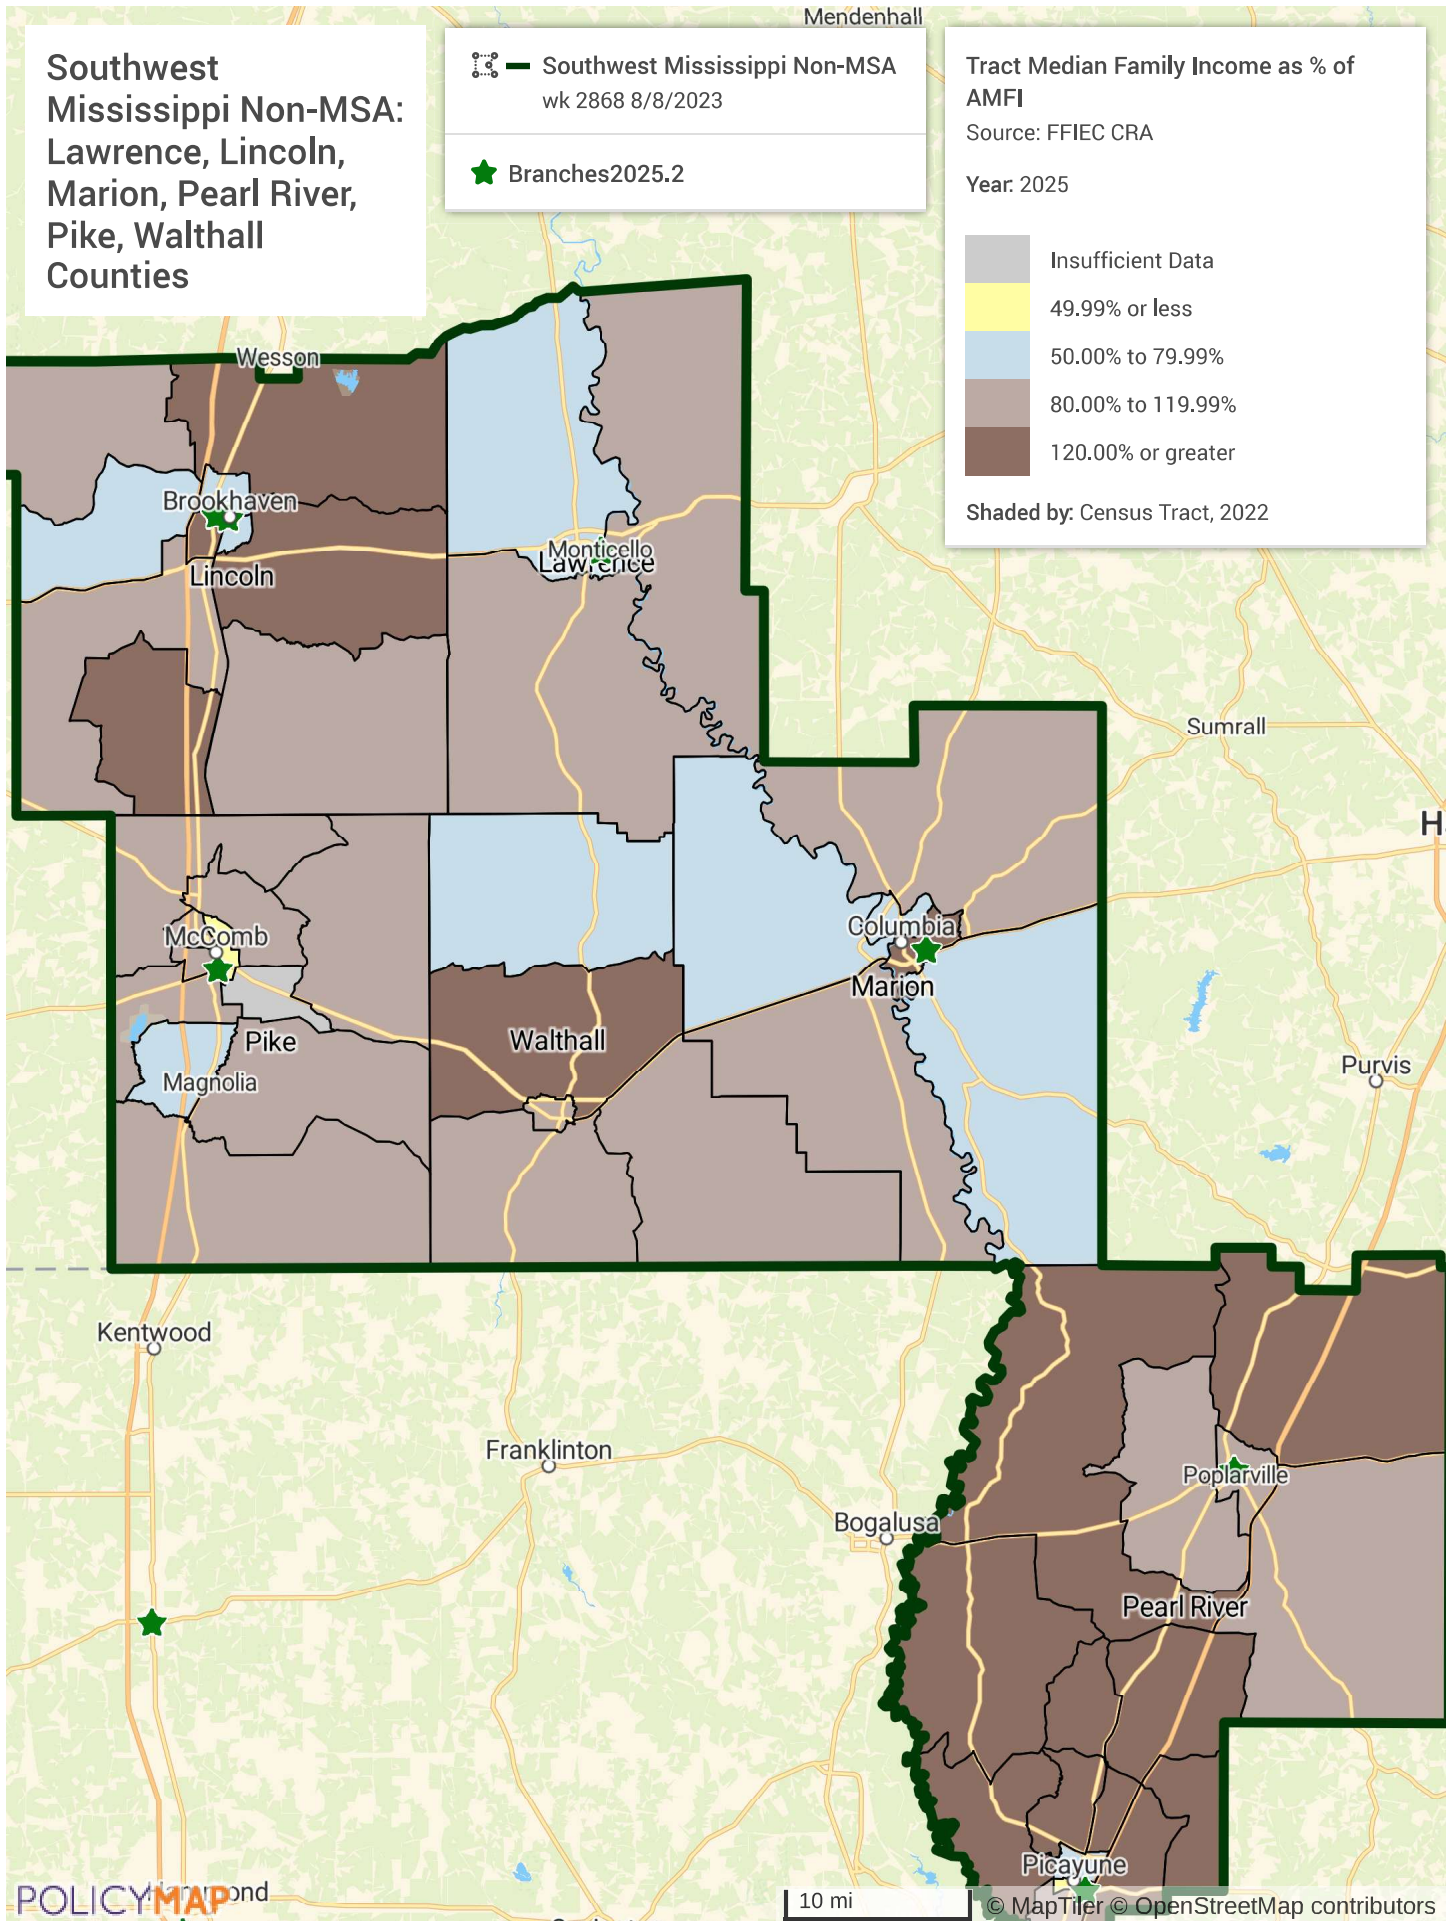 Southwest
Mississippi Non-MSA:
Lawrence, Lincoln,
Marion, Pearl River,
Pike, Walthall
Counties
Southwest Mississippi Non-MSA
wk 2868 8/8/2023
Branches2025.2
Tract Median Family Income as % of
AMFI
Source: FFIEC CRA
Year: 2025
Insufficient Data
49.99% or less
50.00% to 79.99%
80.00% to 119.99%
120.00% or greater
Shaded by: Census Tract, 2022
Mendenhall
Wesson
Brookhaven
Monticello
Lawrence
Lincoln
Sumrall
H
McComb
Columbia
Marion
Pike
Walthall
Magnolia
Purvis
Kentwood
Franklinton
Poplarville
Bogalusa
Pearl River
Picayune
POLICYMAP
10 mi
© MapTiler © OpenStreetMap contributors